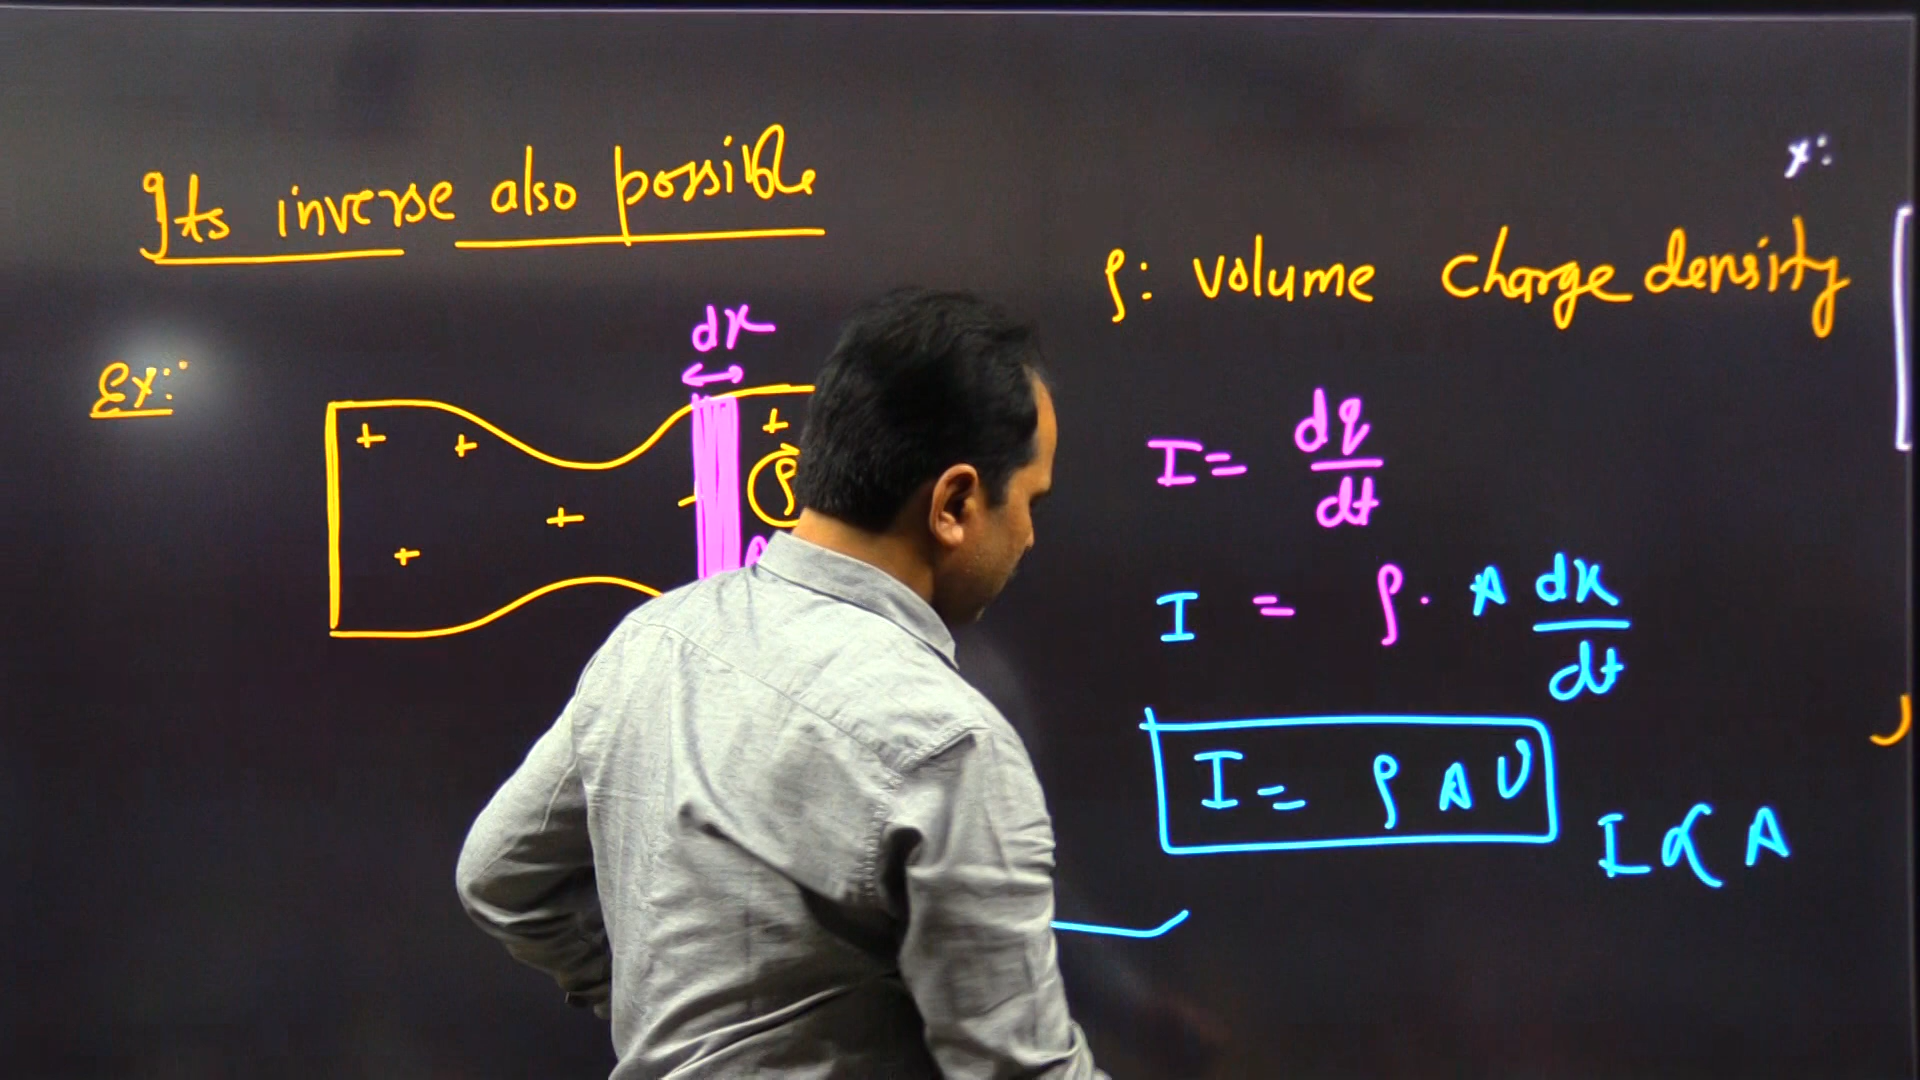 Its inverse also possible
x:
ρ: volume charge density
Ex:
dx
+ + + + + ρ
I = dq/dt
I = ρ. A dx/dt
I = ρ A v
I ∝ A